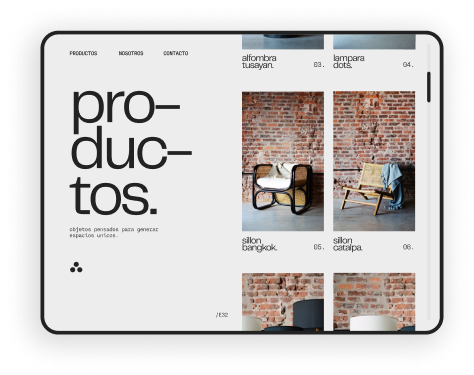 PRODUCTOS NOSOTROS CONTACTO
pro-
duc-
tos.
objetos pensados para generar
espacios unicos.
/E32
alfombra
tusayan. 03.
lampara
dots. 04.
sillon
bangkok. 05.
sillon
catalpa. 06.